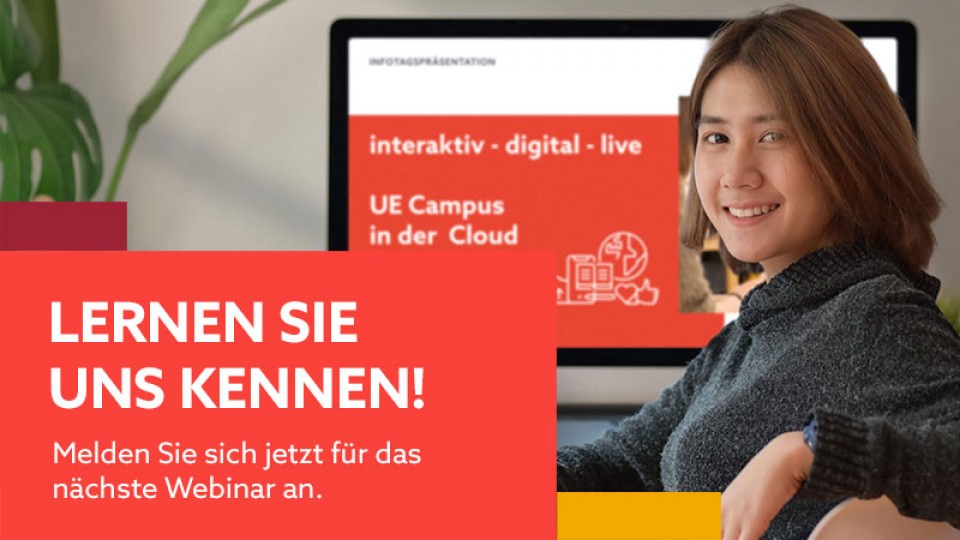 INFOTAGSPRÄSENTATION
interaktiv - digital - live
UE Campus
in der Cloud
LERNEN SIE
UNS KENNEN!
Melden Sie sich jetzt für das
nächste Webinar an.